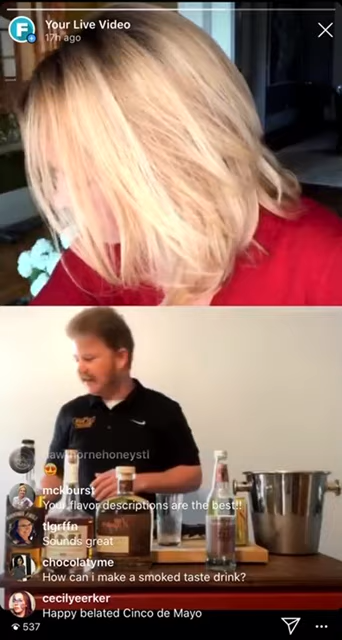 Your Live Video
17h ago
awthornehoneysti
mckburst
Your flavor descriptions are the best!!
tlgrffn
Sounds great
chocolatyme
How can i make a smoked taste drink?
cecilyeerker
Happy belated Cinco de Mayo
537